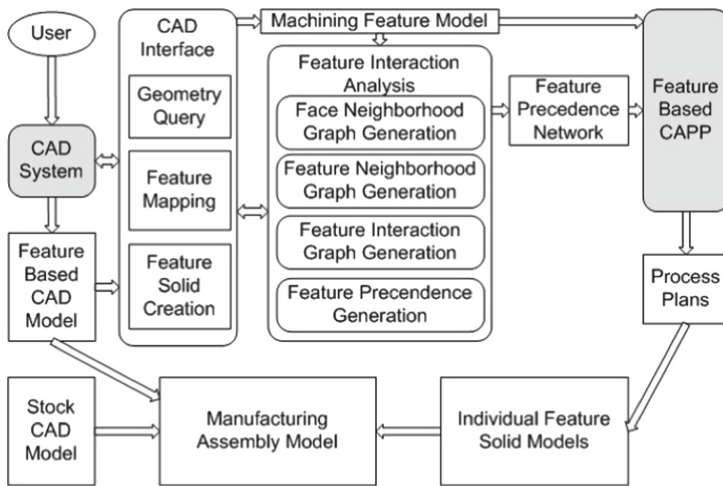 User
CAD
System
Feature
Based
CAD
Model
Stock
CAD
Model
CAD
Interface
Geometry
Query
Feature
Mapping
Feature
Solid
Creation
Machining Feature Model
Feature Interaction
Analysis
Face Neighborhood
Graph Generation
Feature Neighborhood
Graph Generation
Feature Interaction
Graph Generation
Feature Precendence
Generation
Feature
Precedence
Network
Feature
Based
CAPP
Process
Plans
Manufacturing
Assembly Model
Individual Feature
Solid Models